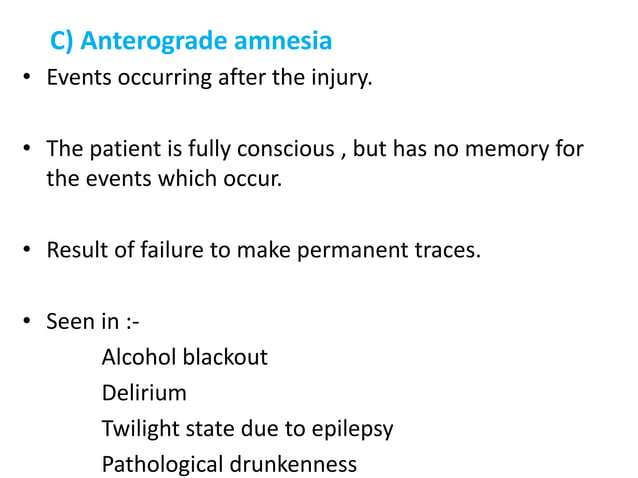 C) Anterograde amnesia
• Events occurring after the injury.
• The patient is fully conscious , but has no memory for
the events which occur.
• Result of failure to make permanent traces.
• Seen in :-
Alcohol blackout
Delirium
Twilight state due to epilepsy
Pathological drunkenness